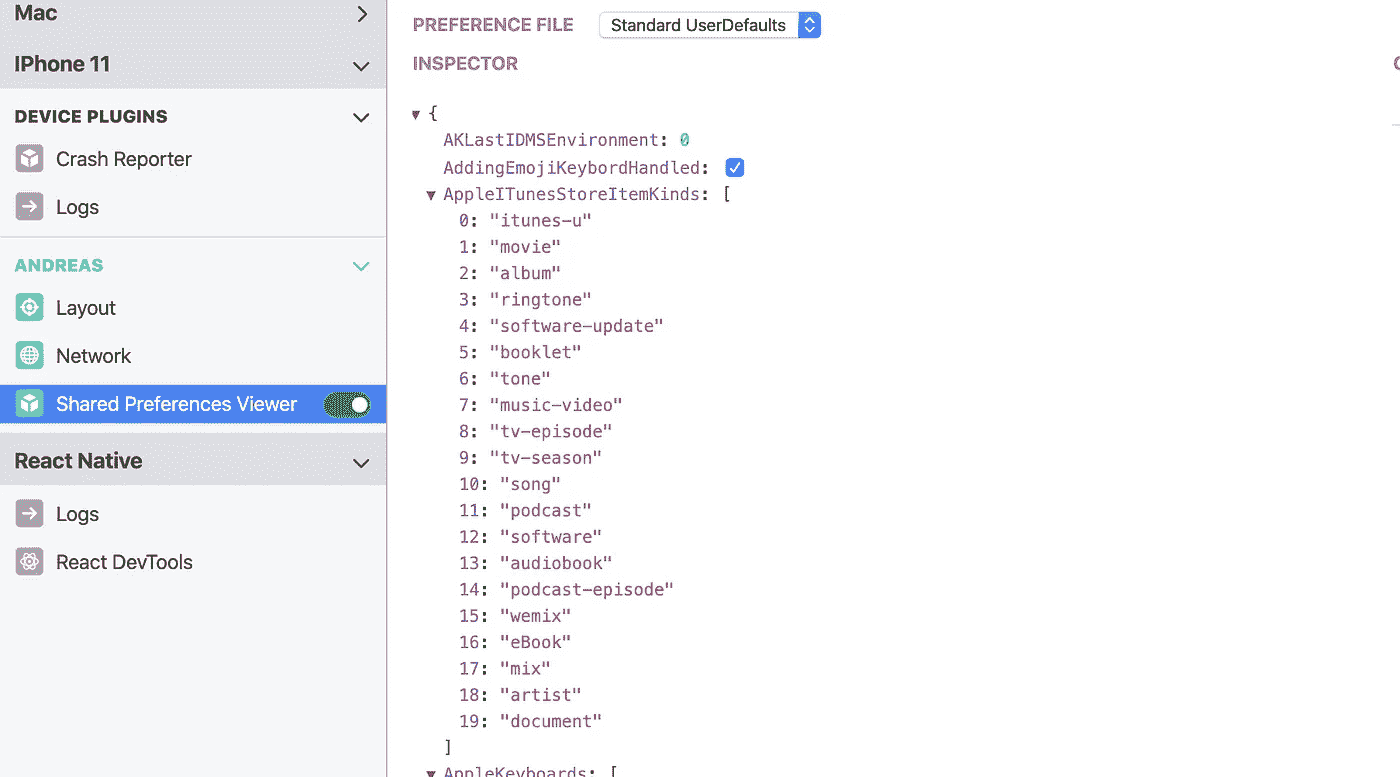 Mac
IPhone 11
DEVICE PLUGINS
Crash Reporter
Logs
ANDREAS
Layout
Network
Shared Preferences Viewer
React Native
Logs
React DevTools
PREFERENCE FILE Standard UserDefaults
INSPECTOR
{
AKLastIDMSEnvironment: 0
AddingEmojiKeybordHandled:
AppleITunesStoreItemKinds: [
0: "itunes-u"
1: "movie"
2: "album"
3: "ringtone"
4: "software-update"
5: "booklet"
6: "tone"
7: "music-video"
8: "tv-episode"
9: "tv-season"
10: "song"
11: "podcast"
12: "software"
13: "audiobook"
14: "podcast-episode"
15: "wemix"
16: "eBook"
17: "mix"
18: "artist"
19: "document"
]
AppleKeyboards: [